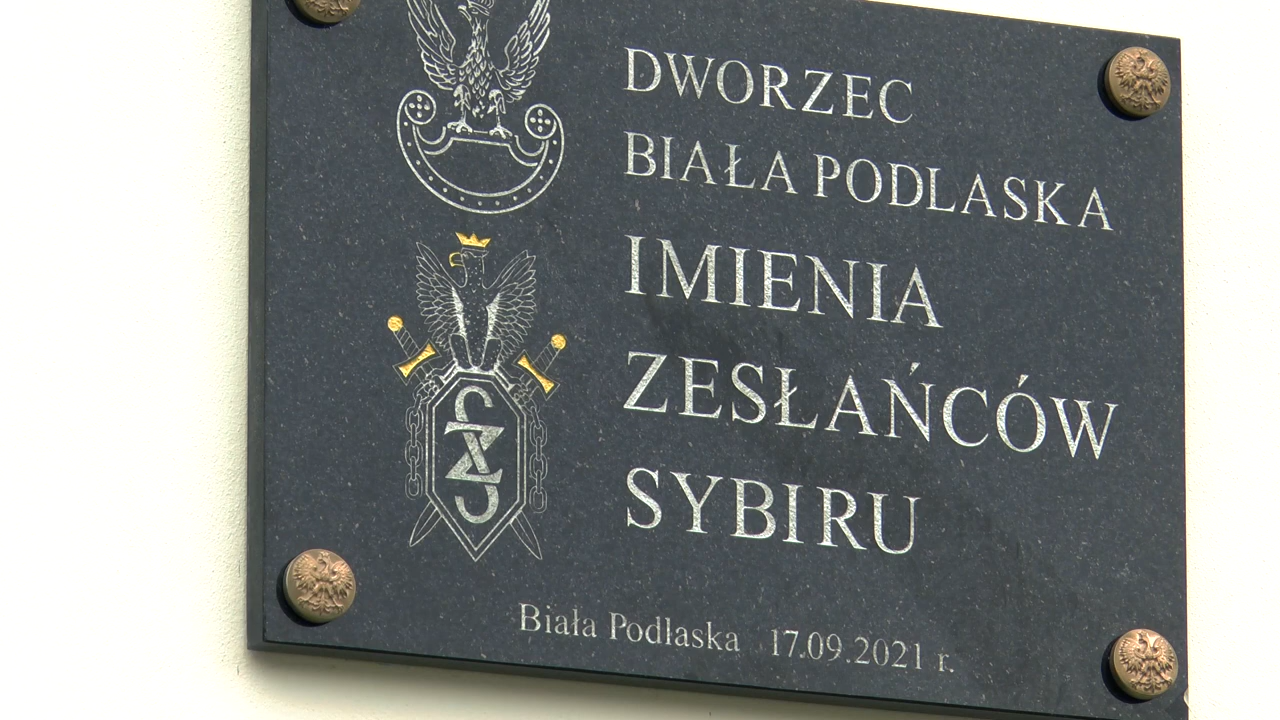 DWORZEC
BIAŁA PODLASKA
IMIENIA
ZESŁAŃCÓW
SYBIRU
Biała Podlaska 17.09.2021 r.